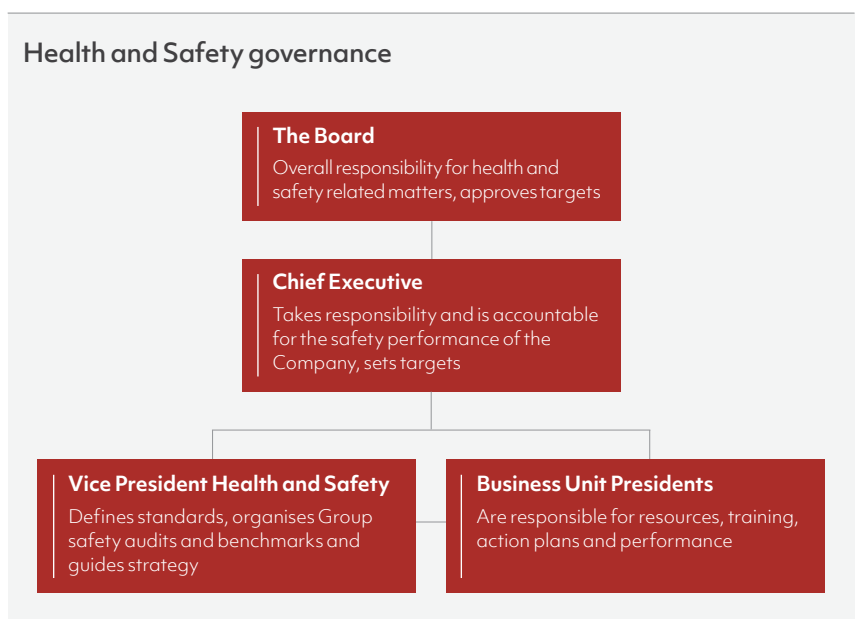 Health and Safety governance
The Board
Overall responsibility for health and
safety related matters, approves targets
Chief Executive
Takes responsibility and is accountable
for the safety performance of the
Company, sets targets
Vice President Health and Safety
Defines standards, organises Group
safety audits and benchmarks and
guides strategy
Business Unit Presidents
Are responsible for resources, training,
action plans and performance